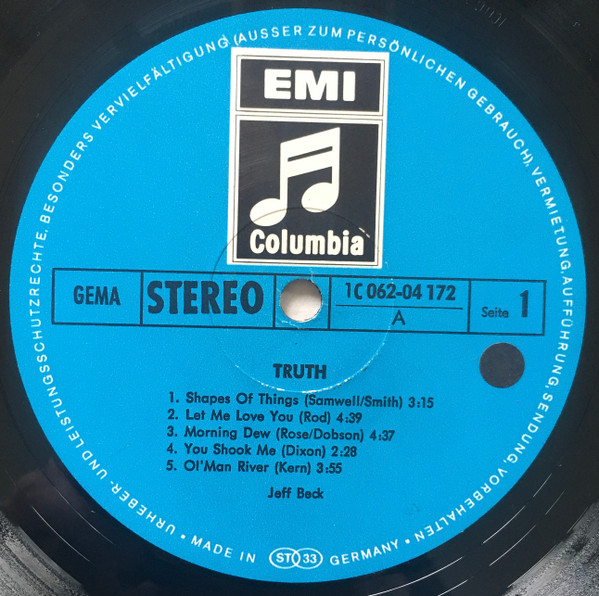 URHEBER- UND LEISTUNGSSCHUTZRECHTE, BESONDERS VERVIELFÄLTIGUNG (AUSSER ZUM PERSÖNLICHEN GEBRAUCH), VERMIETUNG, AUFFÜHRUNG, SENDUNG, VORBEHALTEN •
EMI
Columbia
GEMA
STEREO
1C 062-04 172
A
Seite 1
TRUTH
1. Shapes Of Things (Samwell/Smith) 3:15
2. Let Me Love You (Rod) 4:39
3. Morning Dew (Rose/Dobson) 4:37
4. You Shook Me (Dixon) 2:28
5. Ol'Man River (Kern) 3:55
Jeff Beck
• MADE IN ST 33 GERMANY •